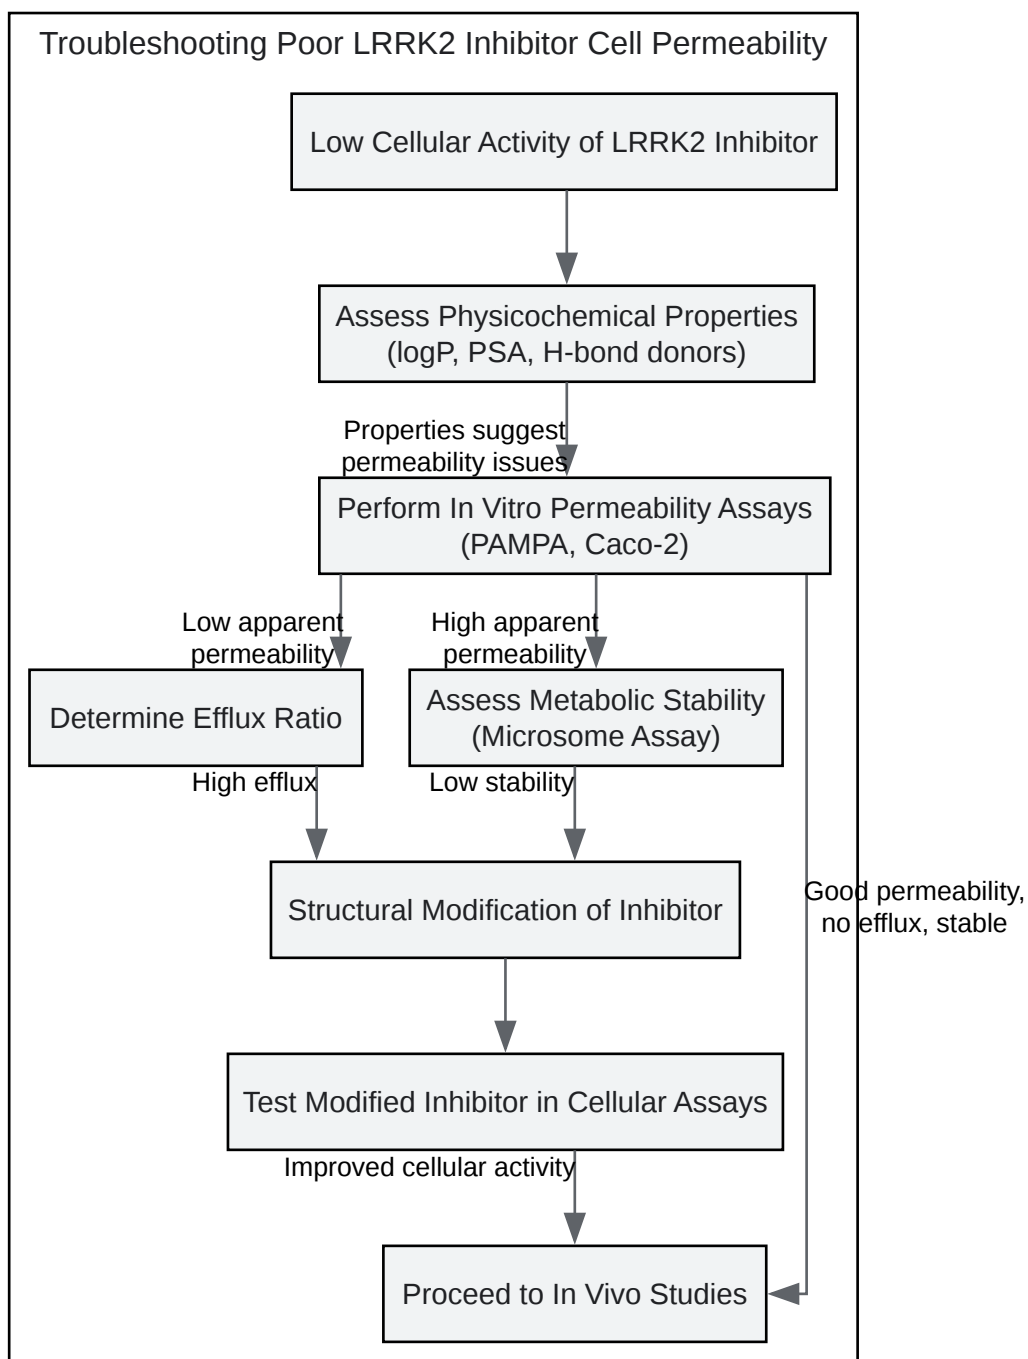 Troubleshooting Poor LRRK2 Inhibitor Cell Permeability
Low Cellular Activity of LRRK2 Inhibitor
Assess Physicochemical Properties
(logP, PSA, H-bond donors)
Properties suggest
permeability issues
Perform In Vitro Permeability Assays
(PAMPA, Caco-2)
Low apparent
permeability
High apparent
permeability
Determine Efflux Ratio
Assess Metabolic Stability
(Microsome Assay)
High efflux
Low stability
Structural Modification of Inhibitor
Good permeability,
no efflux, stable
Test Modified Inhibitor in Cellular Assays
Improved cellular activity
Proceed to In Vivo Studies